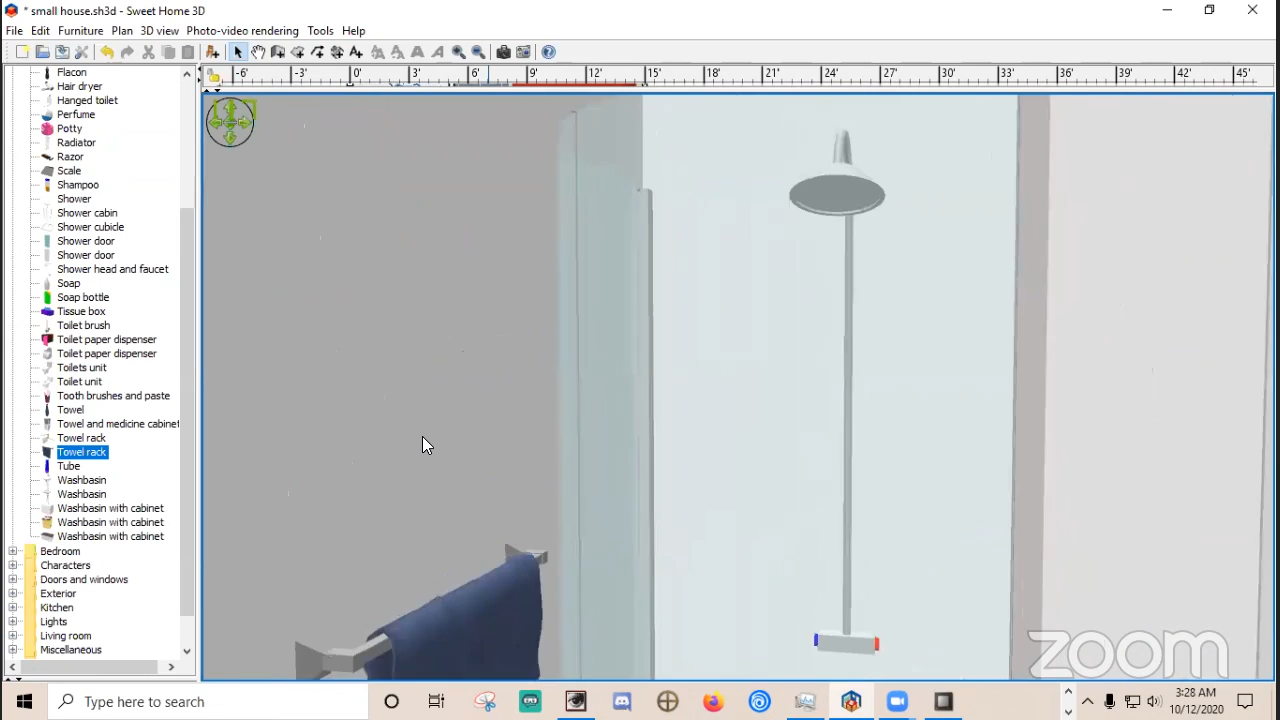 * small house.sh3d - Sweet Home 3D
File Edit Furniture Plan 3D view Photo-video rendering Tools Help
-6' -3' 0' 3' 6' 9' 12' 15' 18' 21' 24' 27' 30' 33' 36' 39' 42' 45'
Flacon
Hair dryer
Hanged toilet
Perfume
Potty
Radiator
Razor
Scale
Shampoo
Shower
Shower cabin
Shower cubicle
Shower door
Shower door
Shower head and faucet
Soap
Soap bottle
Tissue box
Toilet brush
Toilet paper dispenser
Toilet paper dispenser
Toilets unit
Toilet unit
Tooth brushes and paste
Towel
Towel and medicine cabinet
Towel rack
Towel rack
Tube
Washbasin
Washbasin
Washbasin with cabinet
Washbasin with cabinet
Washbasin with cabinet
Bedroom
Characters
Doors and windows
Exterior
Kitchen
Lights
Living room
Miscellaneous
zoom
Type here to search
3:28 AM
10/12/2020